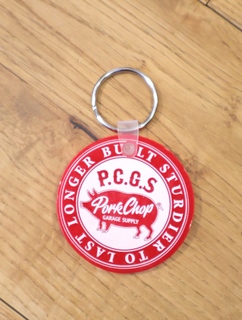 BUILT STURDIER TO LAST LONGER
P.C.G.S
PorkChop
GARAGE SUPPLY